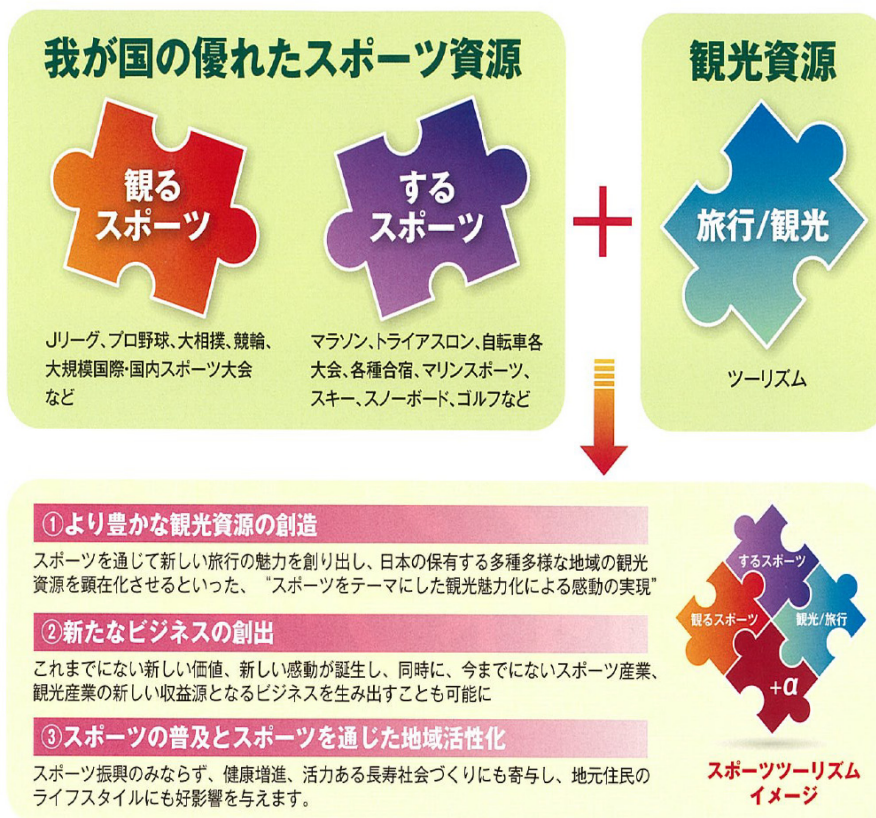 我が国の優れたスポーツ資源
観る
スポーツ
Jリーグ、プロ野球、大相撲、競輪、
大規模国際・国内スポーツ大会
など
する
スポーツ
マラソン、トライアスロン、自転車各
大会、各種合宿、マリンスポーツ、
スキー、スノーボード、ゴルフなど
+
観光資源
旅行/観光
ツーリズム
①より豊かな観光資源の創造
スポーツを通じて新しい旅行の魅力を創り出し、日本の保有する多種多様な地域の観光
資源を顕在化させるといった、 “スポーツをテーマにした観光魅力化による感動の実現”
②新たなビジネスの創出
これまでにない新しい価値、新しい感動が誕生し、同時に、今までにないスポーツ産業、
観光産業の新しい収益源となるビジネスを生み出すことも可能に
③スポーツの普及とスポーツを通じた地域活性化
スポーツ振興のみならず、健康増進、活力ある長寿社会づくりにも寄与し、地元住民の
ライフスタイルにも好影響を与えます。
するスポーツ
観るスポーツ
観光/旅行
+α
スポーツツーリズム
イメージ